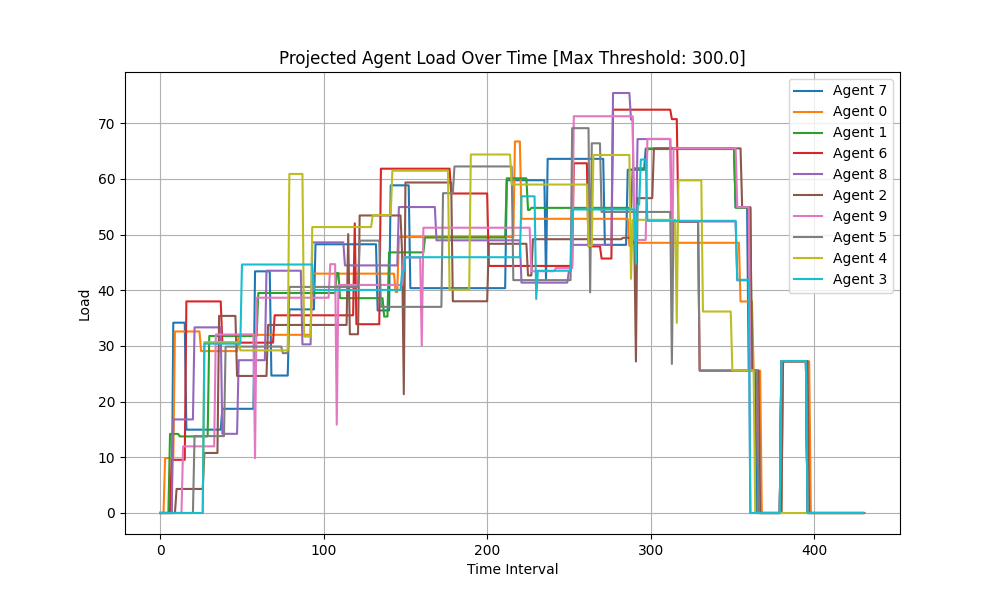 Projected Agent Load Over Time [Max Threshold: 300.0]
Load
70
60
50
40
30
20
10
0
0 100 200 300 400
Time Interval
Agent 7
Agent 0
Agent 1
Agent 6
Agent 8
Agent 2
Agent 9
Agent 5
Agent 4
Agent 3